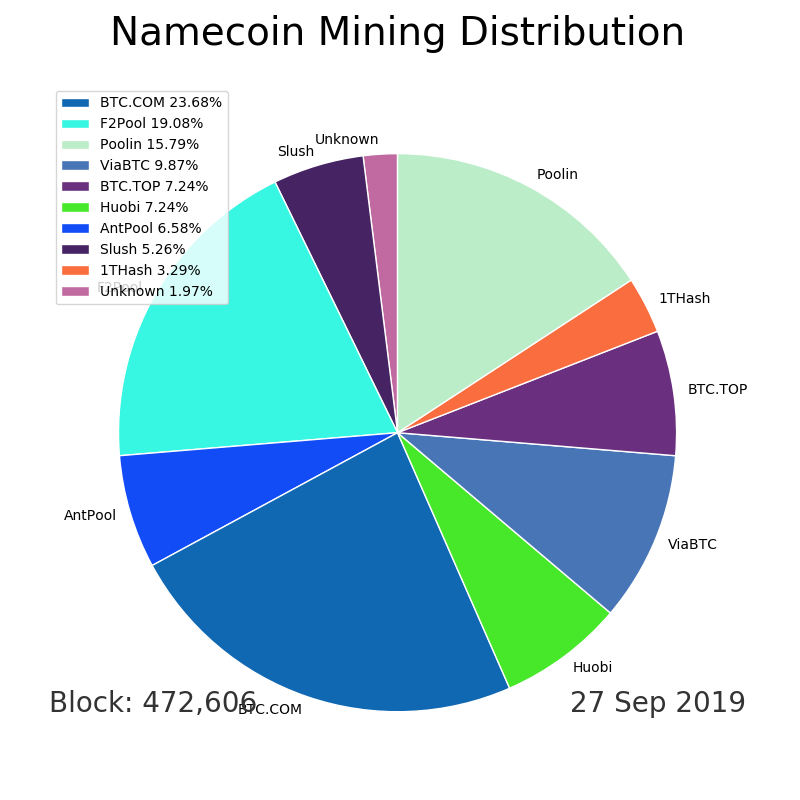 Namecoin Mining Distribution
BTC.COM 23.68%
F2Pool 19.08%
Poolin 15.79%
ViaBTC 9.87%
BTC.TOP 7.24%
Huobi 7.24%
AntPool 6.58%
Slush 5.26%
1THash 3.29%
Unknown 1.97%
Unknown
Slush
Poolin
F2Pool
1THash
BTC.TOP
AntPool
ViaBTC
Huobi
BTC.COM
Block: 472,606
27 Sep 2019